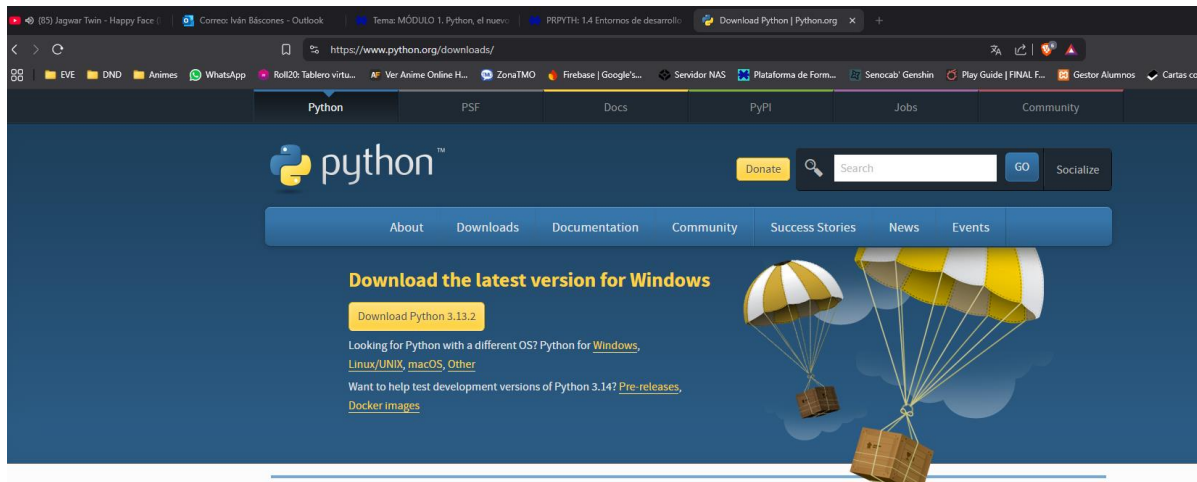 (85) Jagwar Twin - Happy Face (
Correo: Iván Báscones - Outlook
Tema: MÓDULO 1. Python, el nuevo
PRPYTH: 1.4 Entornos de desarrollo
Download Python | Python.org
https://www.python.org/downloads/
EVE
DND
Animes
WhatsApp
Roll20: Tablero virtu...
AF Ver Anime Online H...
ZonaTMO
Firebase | Google's...
Servidor NAS
Plataforma de Form...
Senocab' Genshin
Play Guide | FINAL F...
Gestor Alumnos
Cartas co
Python
PSF
Docs
PyPI
Jobs
Community
python™
Donate
Search
GO
Socialize
About
Downloads
Documentation
Community
Success Stories
News
Events
Download the latest version for Windows
Download Python 3.13.2
Looking for Python with a different OS? Python for Windows,
Linux/UNIX, macOS, Other
Want to help test development versions of Python 3.14? Pre-releases,
Docker images